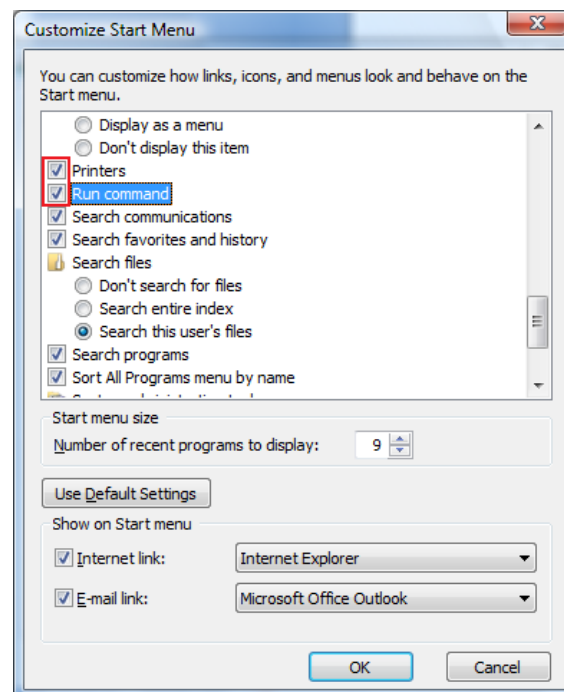 Customize Start Menu
You can customize how links, icons, and menus look and behave on the
Start menu.
Display as a menu
Don't display this item
Printers
Run command
Search communications
Search favorites and history
Search files
Don't search for files
Search entire index
Search this user's files
Search programs
Sort All Programs menu by name
Start menu size
Number of recent programs to display: 9
Use Default Settings
Show on Start menu
Internet link: Internet Explorer
E-mail link: Microsoft Office Outlook
OK Cancel